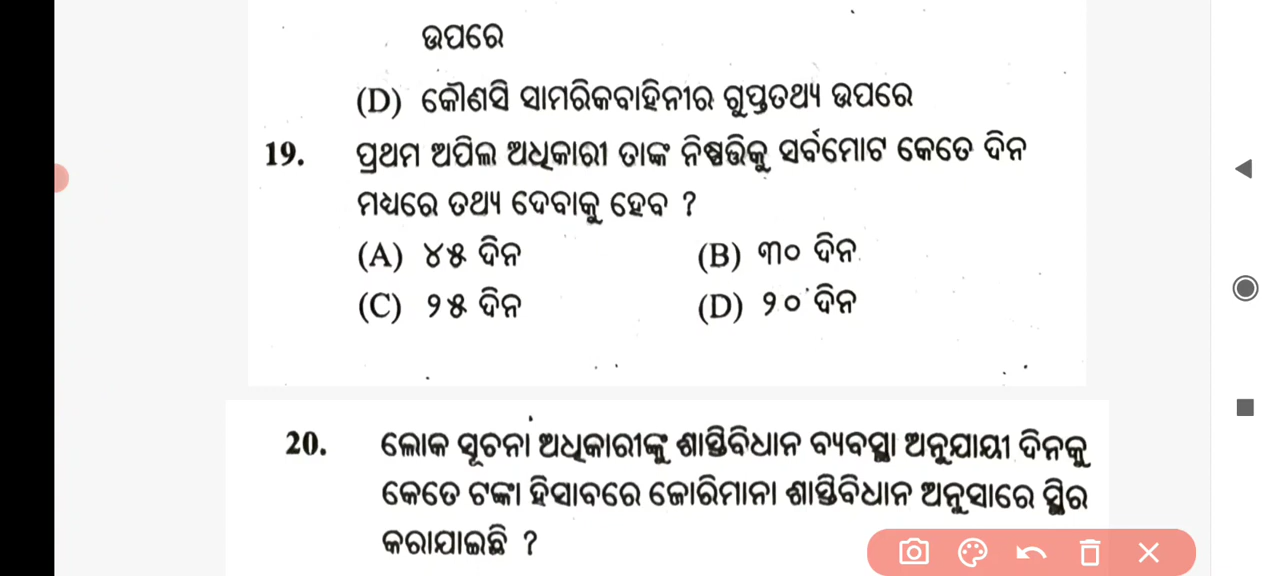 ଉପରେ
(D) କୌଣସି ସାମରିକବାହିନୀର ଗୁପ୍ତତଥ୍ୟ ଉପରେ
19. ପ୍ରଥମ ଅପିଲ ଅଧିକାରୀ ତାଙ୍କ ନିଷ୍ପତ୍ତିକୁ ସର୍ବମୋଟ କେତେ ଦିନ
ମଧ୍ୟରେ ତଥ୍ୟ ଦେବାକୁ ହେବ ?
(A) ୪୫ ଦିନ (B) ୩୦ ଦିନ
(C) ୨୫ ଦିନ (D) ୨୦ ଦିନ
20. ଲୋକ ସୂଚନା ଅଧିକାରୀଙ୍କୁ ଶାସ୍ତିବିଧାନ ବ୍ୟବସ୍ଥା ଅନୁଯାୟୀ ଦିନକୁ
କେତେ ଟଙ୍କା ହିସାବରେ ଜୋରିମାନା ଶାସ୍ତିବିଧାନ ଅନୁସାରେ ସ୍ଥିର
କରାଯାଇଛି ?